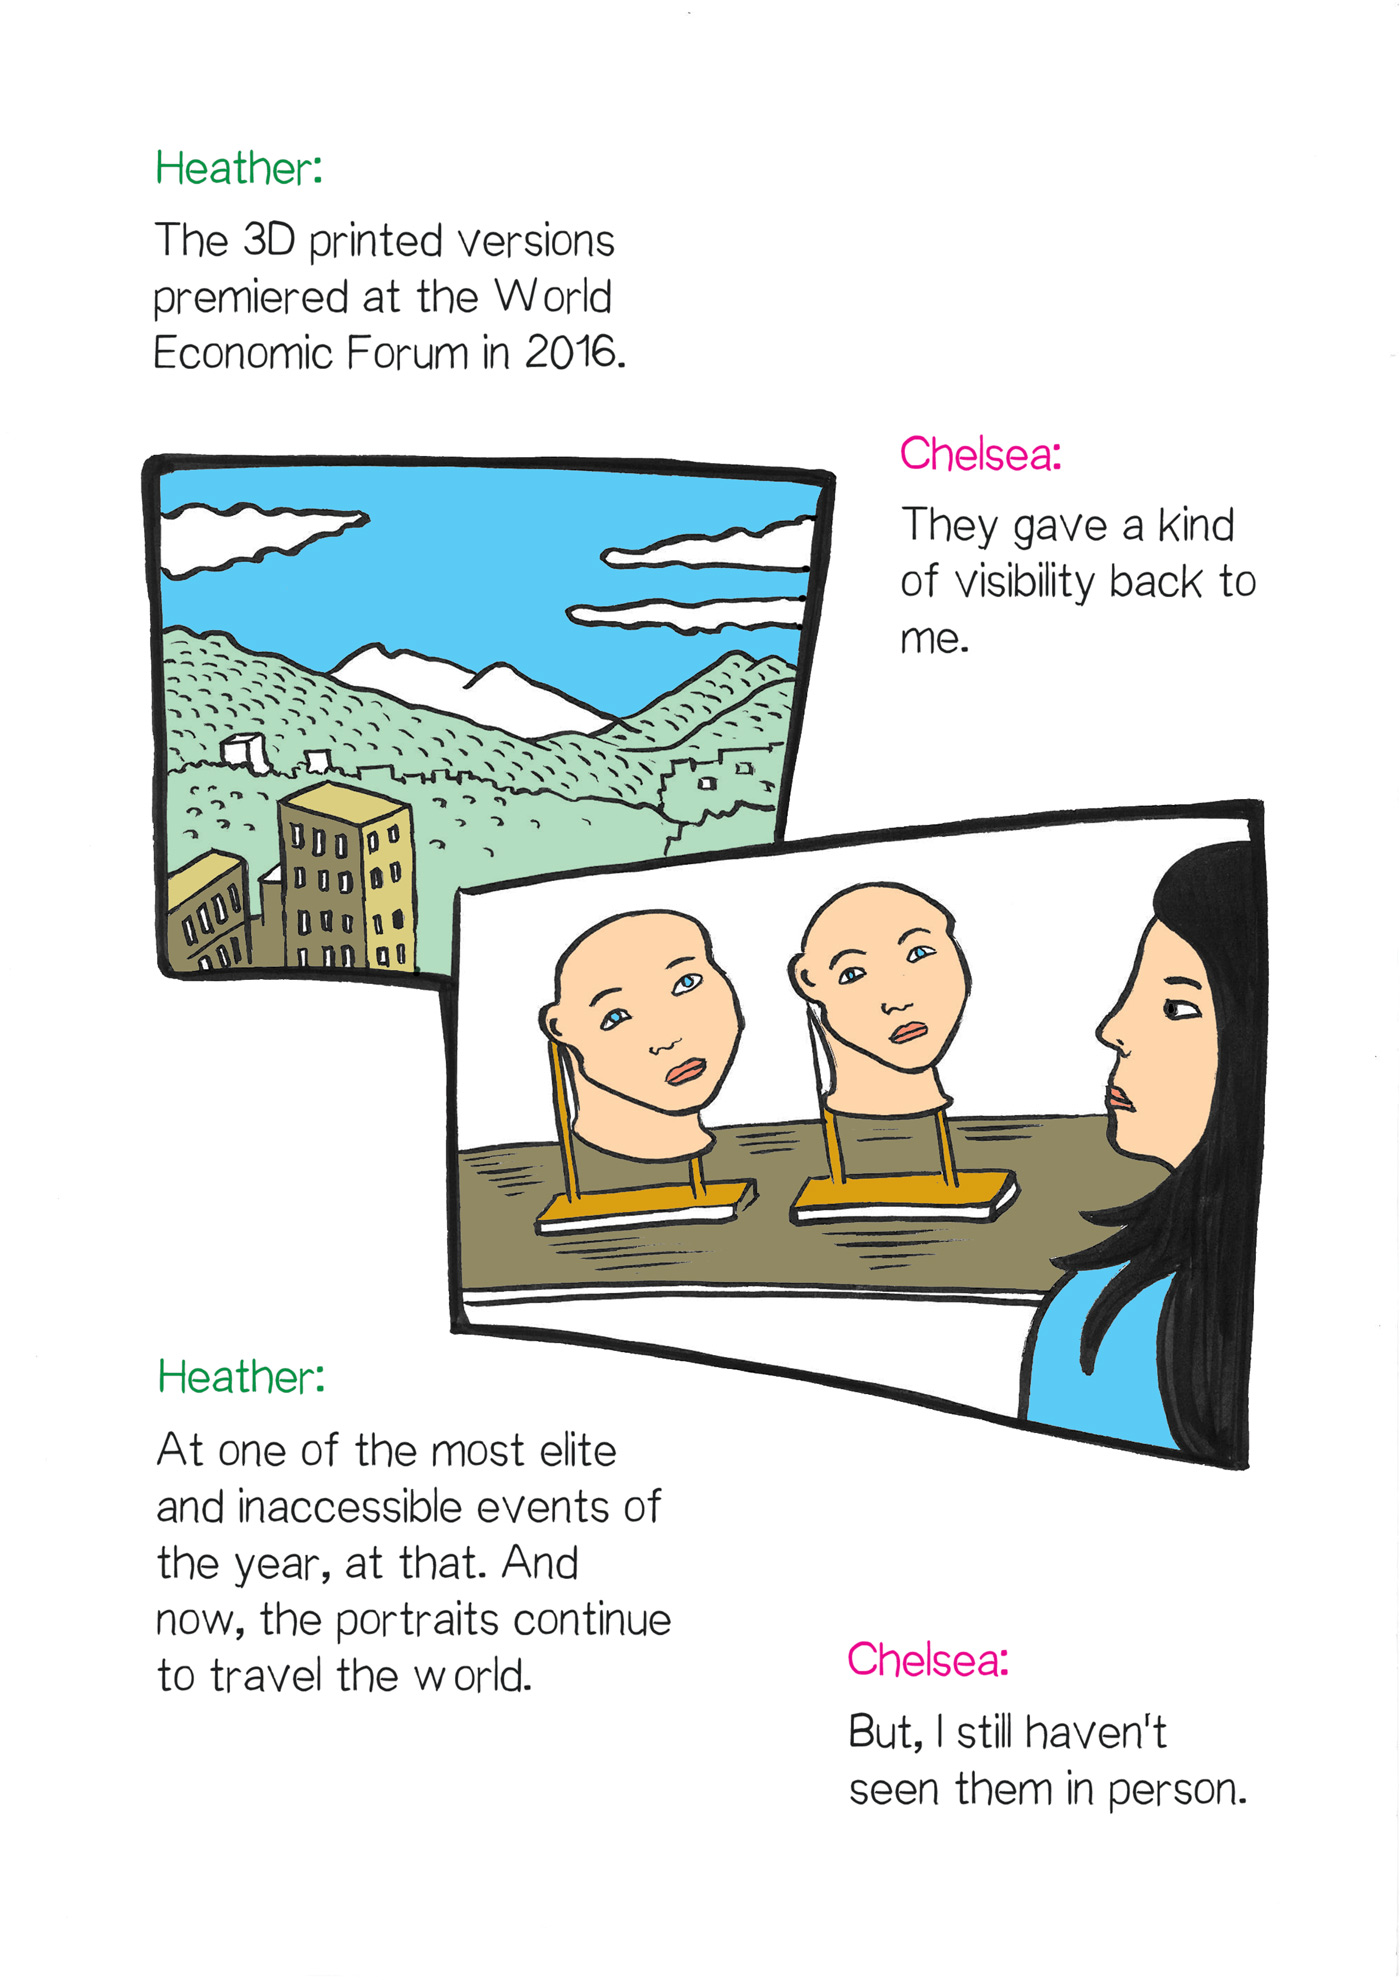 Heather:
The 3D printed versions
premiered at the World
Economic Forum in 2016.
Chelsea:
They gave a kind
of visibility back to
me.
Heather:
At one of the most elite
and inaccessible events of
the year, at that. And
now, the portraits continue
to travel the world.
Chelsea:
But, I still haven't
seen them in person.